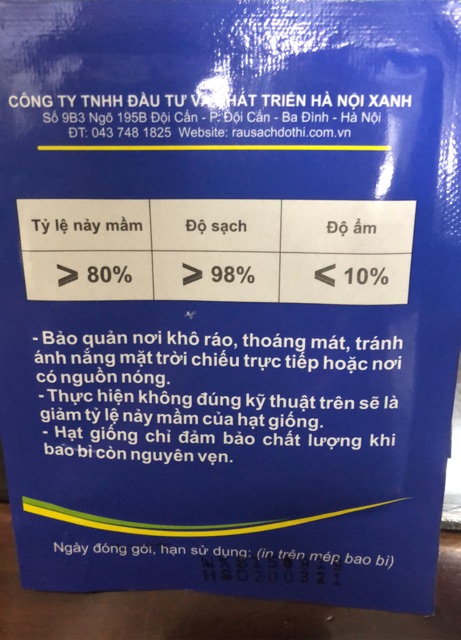 CÔNG TY TNHH ĐẦU TƯ VÀ PHÁT TRIỂN HÀ NỘI XANH
Số 9B3 Ngõ 195B Đội Cấn - P. Đội Cấn - Ba Đình - Hà Nội
ĐT: 043 748 1825 Website: rausachdothi.com.vn
Tỷ lệ nảy mầm Độ sạch Độ ẩm
⩾ 80% ⩾ 98% ⩽ 10%
- Bảo quản nơi khô ráo, thoáng mát, tránh
ánh nắng mặt trời chiếu trực tiếp hoặc nơi
có nguồn nóng.
- Thực hiện không đúng kỹ thuật trên sẽ là
giảm tỷ lệ nảy mầm của hạt giống.
- Hạt giống chỉ đảm bảo chất lượng khi
bao bì còn nguyên vẹn.
Ngày đóng gói, hạn sử dụng: (in trên mép bao bì)
HSD200321